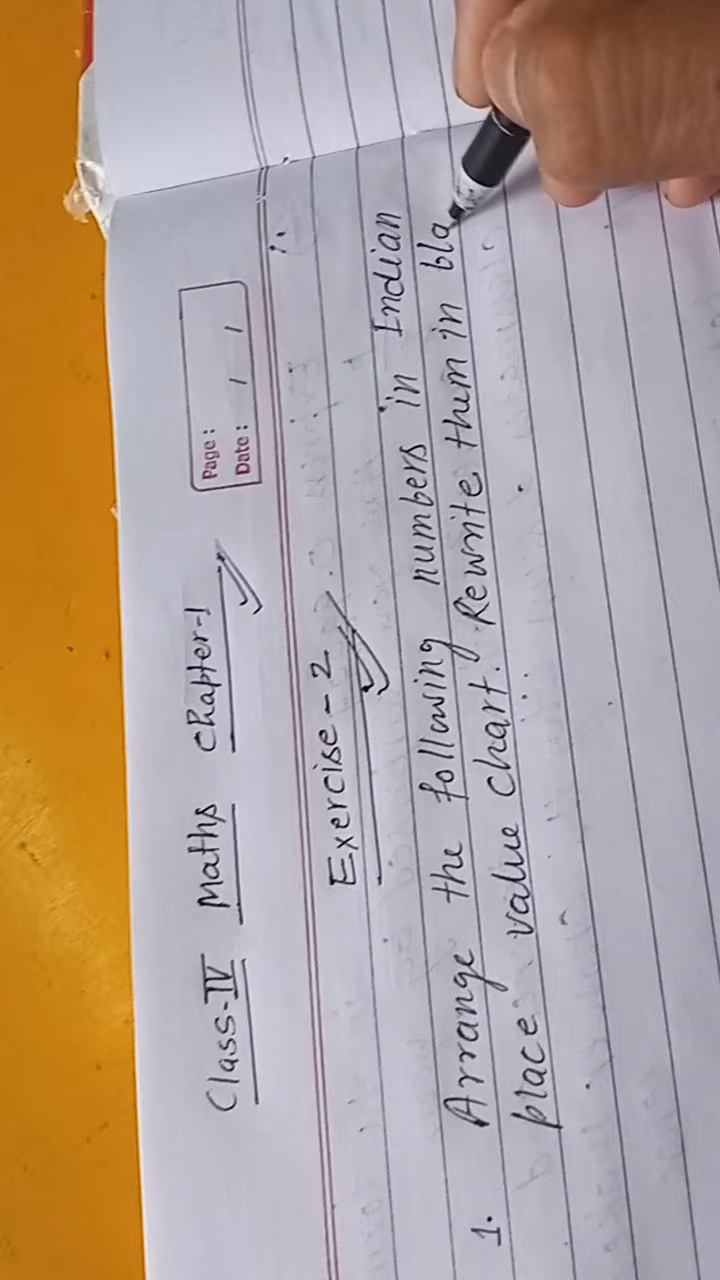 Class-IV Maths Chapter-1
Page:
Date: / /
Exercise-2
1. Arrange the following numbers in Indian
place value chart. Rewrite them in bla